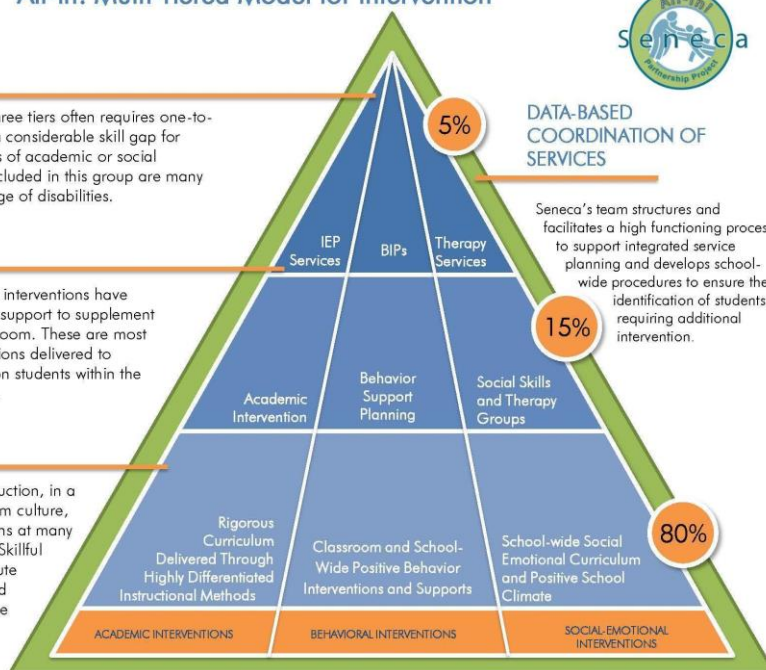 All-In! Multi-Tiered Model for Intervention
All-In!
Seneca
Partnership Project
ree tiers often requires one-to-
considerable skill gap for
s of academic or social
cluded in this group are many
ge of disabilities.
interventions have
support to supplement
oom. These are most
ions delivered to
on students within the
uction, in a
m culture,
ns at many
Skillful
ute
d
e
5%
IEP
Services
BIPs
Therapy
Services
15%
Academic
Intervention
Behavior
Support
Planning
Social Skills
and Therapy
Groups
80%
Rigorous
Curriculum
Delivered Through
Highly Differentiated
Instructional Methods
Classroom and School-
Wide Positive Behavior
Interventions and Supports
School-wide Social
Emotional Curriculum
and Positive School
Climate
ACADEMIC INTERVENTIONS
BEHAVIORAL INTERVENTIONS
SOCIAL-EMOTIONAL
INTERVENTIONS
DATA-BASED
COORDINATION OF
SERVICES
Seneca's team structures and
facilitates a high functioning proces
to support integrated service
planning and develops school-
wide procedures to ensure the
identification of students
requiring additional
intervention.